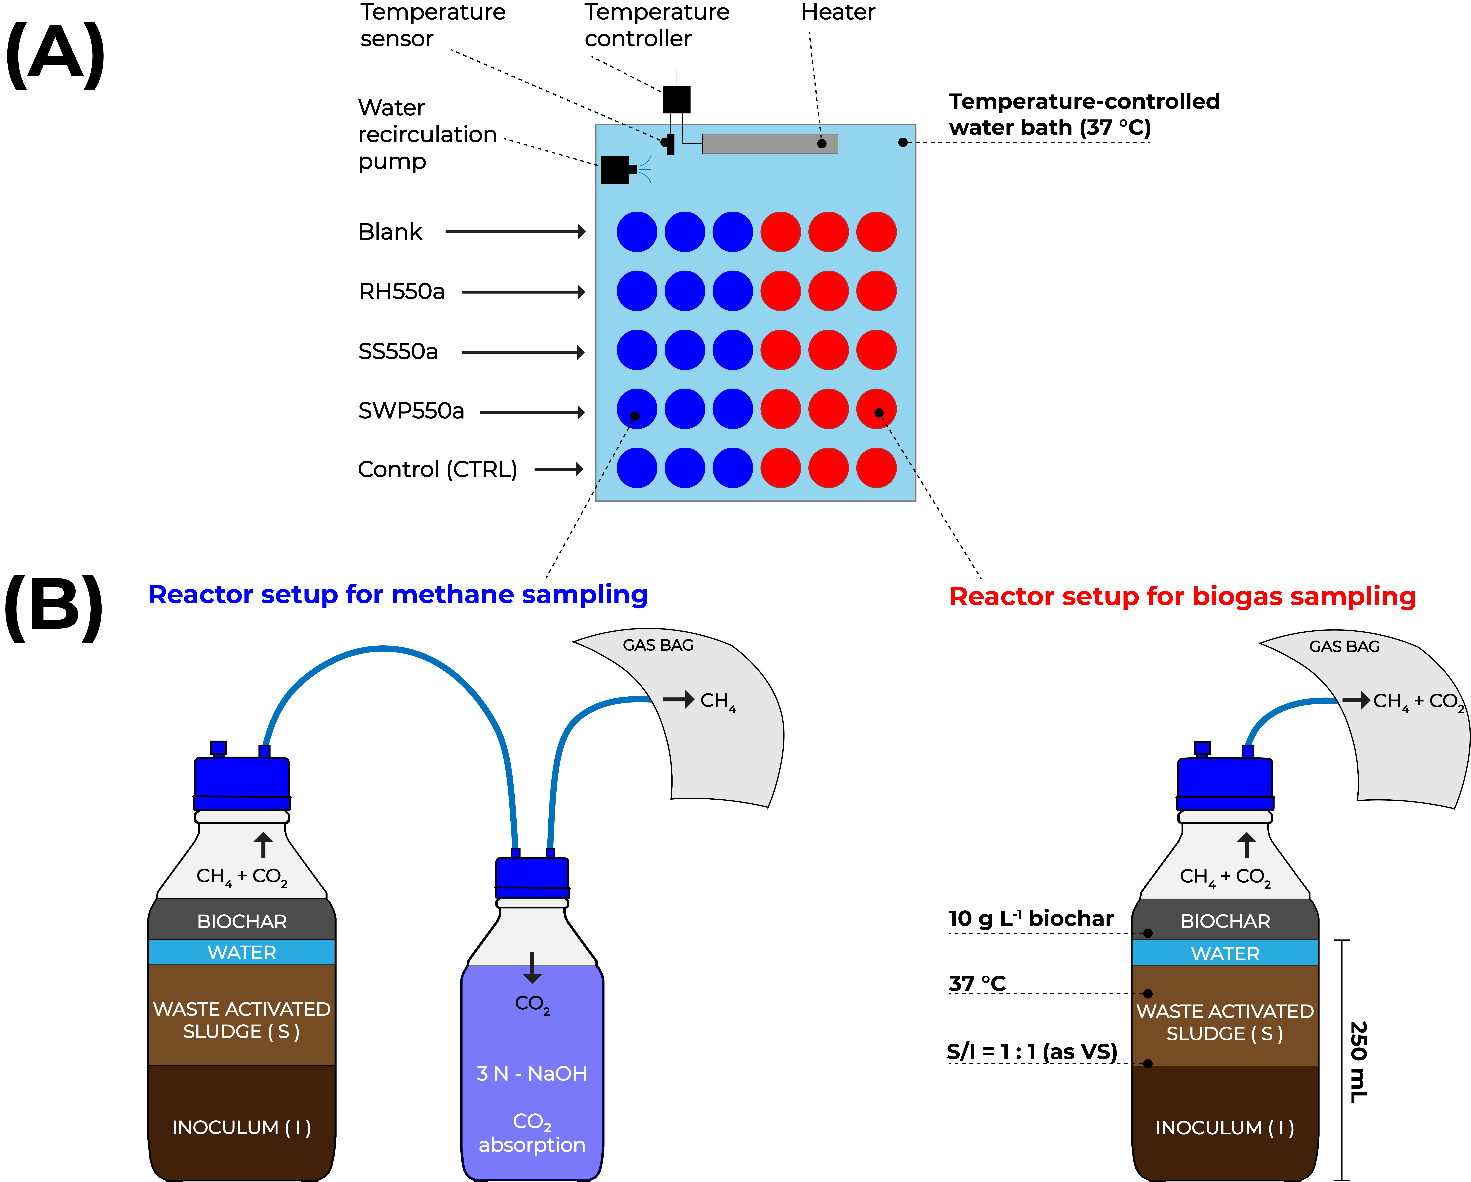 (A)
Temperature
sensor
Temperature
controller
Heater
Water
recirculation
pump
Temperature-controlled
water bath (37 °C)
Blank
RH550a
SS550a
SWP550a
Control (CTRL)
(B)
Reactor setup for methane sampling
Reactor setup for biogas sampling
GAS BAG
CH₄
CH₄ + CO₂
BIOCHAR
WATER
WASTE ACTIVATED
SLUDGE ( S )
INOCULUM ( I )
CO₂
3 N - NaOH
CO₂
absorption
GAS BAG
CH₄ + CO₂
CH₄ + CO₂
10 g L⁻¹ biochar
BIOCHAR
WATER
37 °C
WASTE ACTIVATED
SLUDGE ( S )
S/I = 1 : 1 (as VS)
INOCULUM ( I )
250 mL